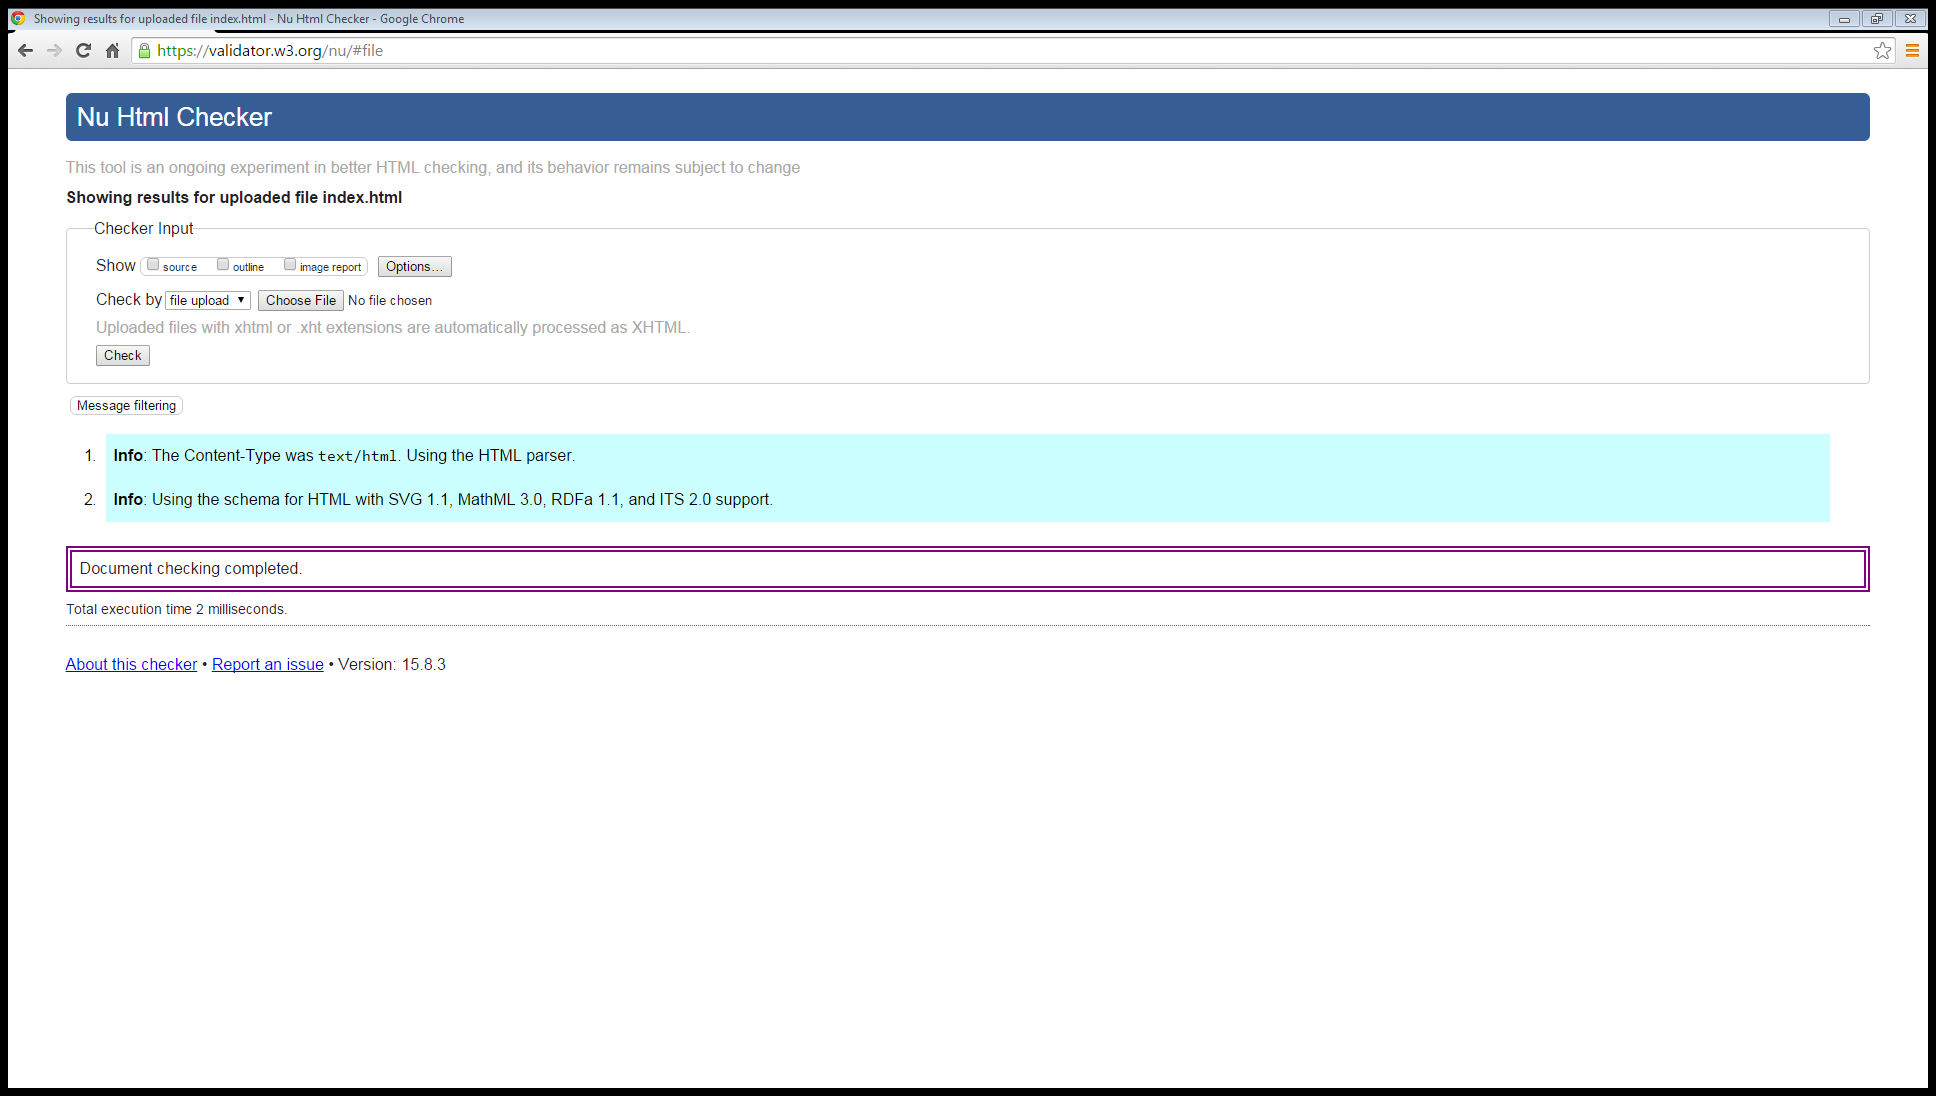 Showing results for uploaded file index.html - Nu Html Checker - Google Chrome
https://validator.w3.org/nu/#file
Nu Html Checker
This tool is an ongoing experiment in better HTML checking, and its behavior remains subject to change
Showing results for uploaded file index.html
Checker Input
Show source outline image report Options...
Check by file upload Choose File No file chosen
Uploaded files with xhtml or .xht extensions are automatically processed as XHTML.
Check
Message filtering
1. Info: The Content-Type was text/html. Using the HTML parser.
2. Info: Using the schema for HTML with SVG 1.1, MathML 3.0, RDFa 1.1, and ITS 2.0 support.
Document checking completed.
Total execution time 2 milliseconds.
About this checker • Report an issue • Version: 15.8.3